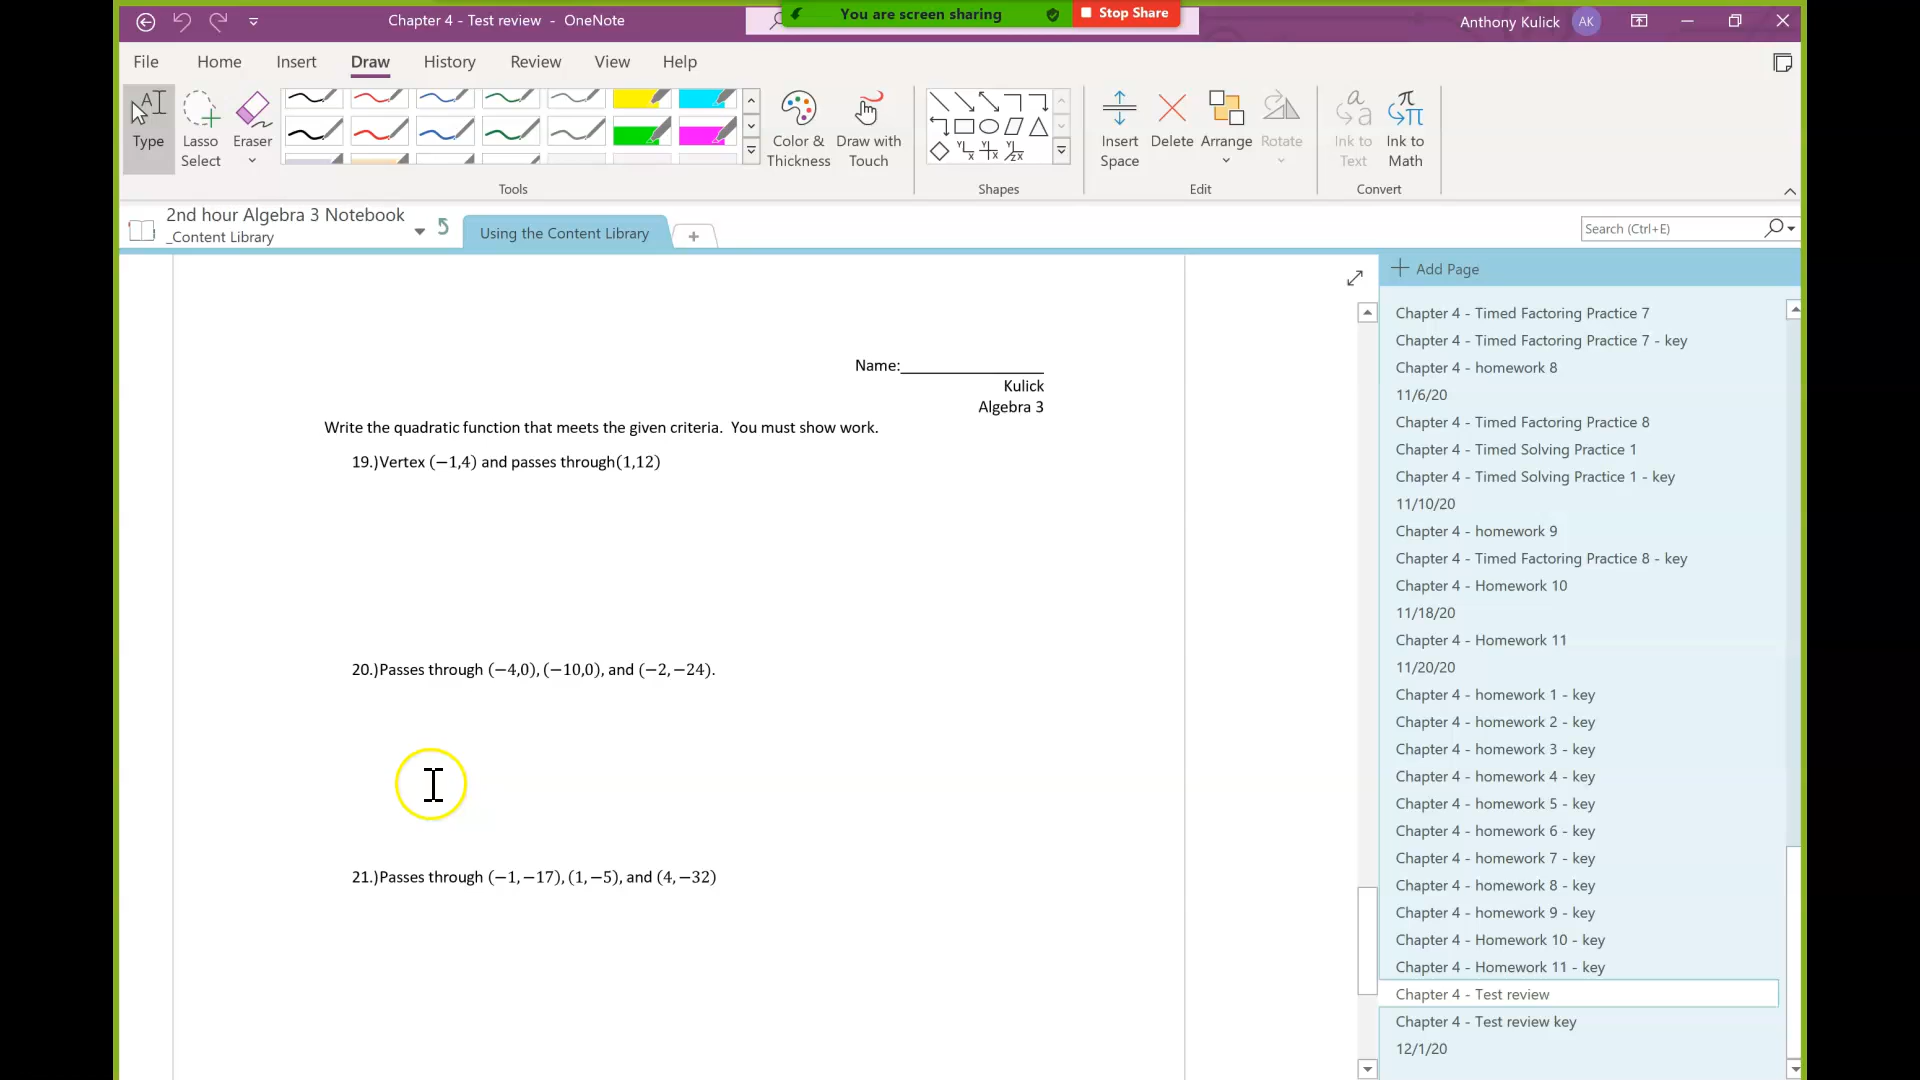 Chapter 4 - Test review - OneNote
You are screen sharing
Stop Share
Anthony Kulick
AK
File
Home
Insert
Draw
History
Review
View
Help
Type
Lasso
Select
Eraser
Color &
Thickness
Draw with
Touch
Insert
Space
Delete
Arrange
Rotate
Ink to
Text
Ink to
Math
Tools
Shapes
Edit
Convert
2nd hour Algebra 3 Notebook
_Content Library
Using the Content Library
Search (Ctrl+E)
Name:
Kulick
Algebra 3
Write the quadratic function that meets the given criteria. You must show work.
19.)Vertex (−1,4) and passes through(1,12)
20.)Passes through (−4,0), (−10,0), and (−2,−24).
21.)Passes through (−1,−17), (1,−5), and (4,−32)
Add Page
Chapter 4 - Timed Factoring Practice 7
Chapter 4 - Timed Factoring Practice 7 - key
Chapter 4 - homework 8
11/6/20
Chapter 4 - Timed Factoring Practice 8
Chapter 4 - Timed Solving Practice 1
Chapter 4 - Timed Solving Practice 1 - key
11/10/20
Chapter 4 - homework 9
Chapter 4 - Timed Factoring Practice 8 - key
Chapter 4 - Homework 10
11/18/20
Chapter 4 - Homework 11
11/20/20
Chapter 4 - homework 1 - key
Chapter 4 - homework 2 - key
Chapter 4 - homework 3 - key
Chapter 4 - homework 4 - key
Chapter 4 - homework 5 - key
Chapter 4 - homework 6 - key
Chapter 4 - homework 7 - key
Chapter 4 - homework 8 - key
Chapter 4 - homework 9 - key
Chapter 4 - Homework 10 - key
Chapter 4 - Homework 11 - key
Chapter 4 - Test review
Chapter 4 - Test review key
12/1/20